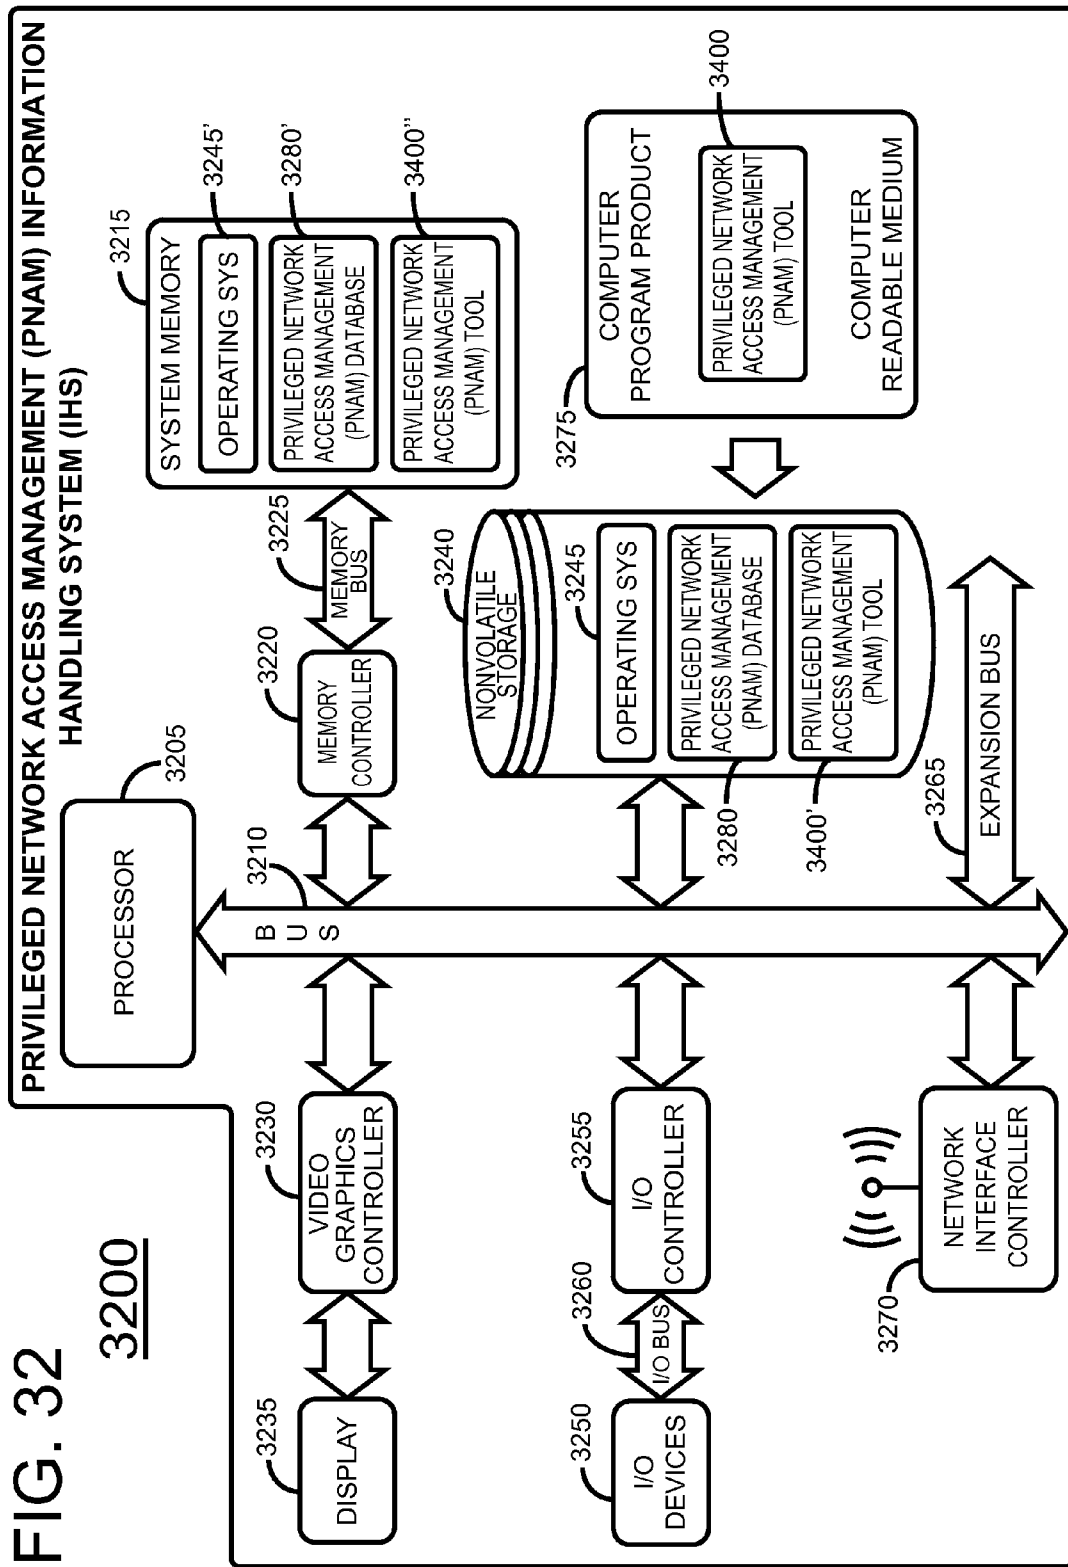 FIG. 32
3200
PRIVILEGED NETWORK ACCESS MANAGEMENT (PNAM) INFORMATION
HANDLING SYSTEM (IHS)
PROCESSOR
3205
B
U
S
3210
DISPLAY
3235
VIDEO
GRAPHICS
CONTROLLER
3230
MEMORY
CONTROLLER
3220
MEMORY
BUS
3225
SYSTEM MEMORY
3215
OPERATING SYS
3245'
PRIVILEGED NETWORK
ACCESS MANAGEMENT
(PNAM) DATABASE
3280'
PRIVILEGED NETWORK
ACCESS MANAGEMENT
(PNAM) TOOL
3400''
I/O
DEVICES
3250
I/O BUS
3260
I/O
CONTROLLER
3255
NONVOLATILE
STORAGE
3240
OPERATING SYS
3245
PRIVILEGED NETWORK
ACCESS MANAGEMENT
(PNAM) DATABASE
3280
PRIVILEGED NETWORK
ACCESS MANAGEMENT
(PNAM) TOOL
3400'
COMPUTER
PROGRAM PRODUCT
3275
PRIVILEGED NETWORK
ACCESS MANAGEMENT
(PNAM) TOOL
3400
COMPUTER
READABLE MEDIUM
NETWORK
INTERFACE
CONTROLLER
3270
EXPANSION BUS
3265